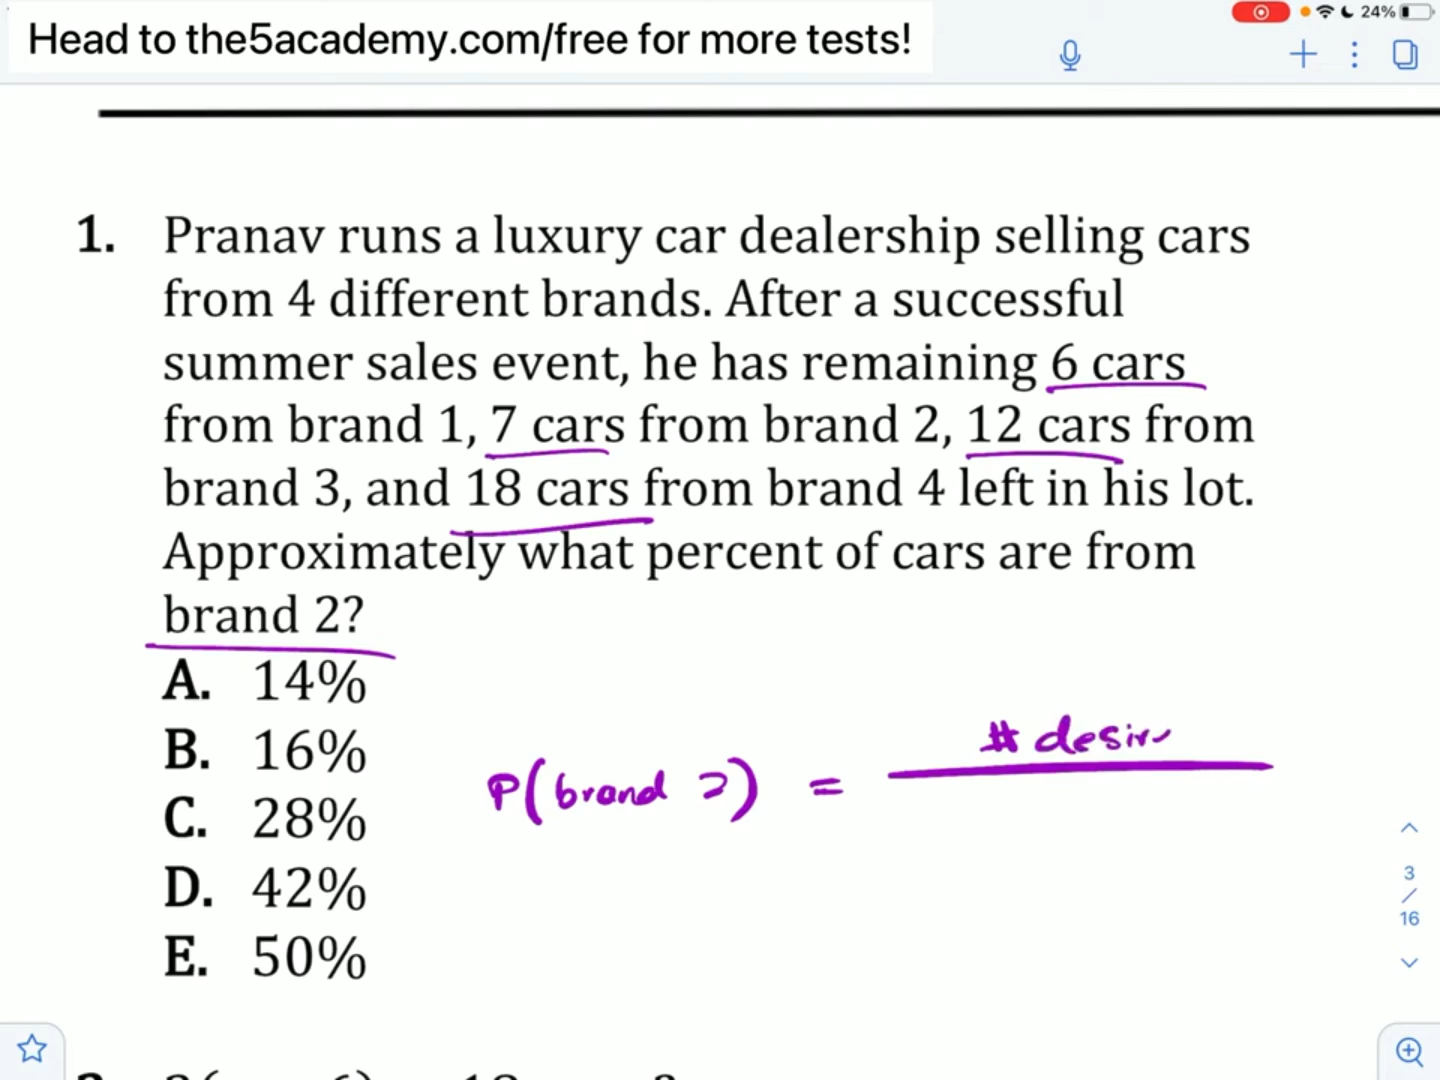 Head to the5academy.com/free for more tests!
24%
1. Pranav runs a luxury car dealership selling cars
from 4 different brands. After a successful
summer sales event, he has remaining 6 cars
from brand 1, 7 cars from brand 2, 12 cars from
brand 3, and 18 cars from brand 4 left in his lot.
Approximately what percent of cars are from
brand 2?
A. 14%
B. 16%
C. 28%
D. 42%
E. 50%
# desir
P(brand 2) =
3
/
16